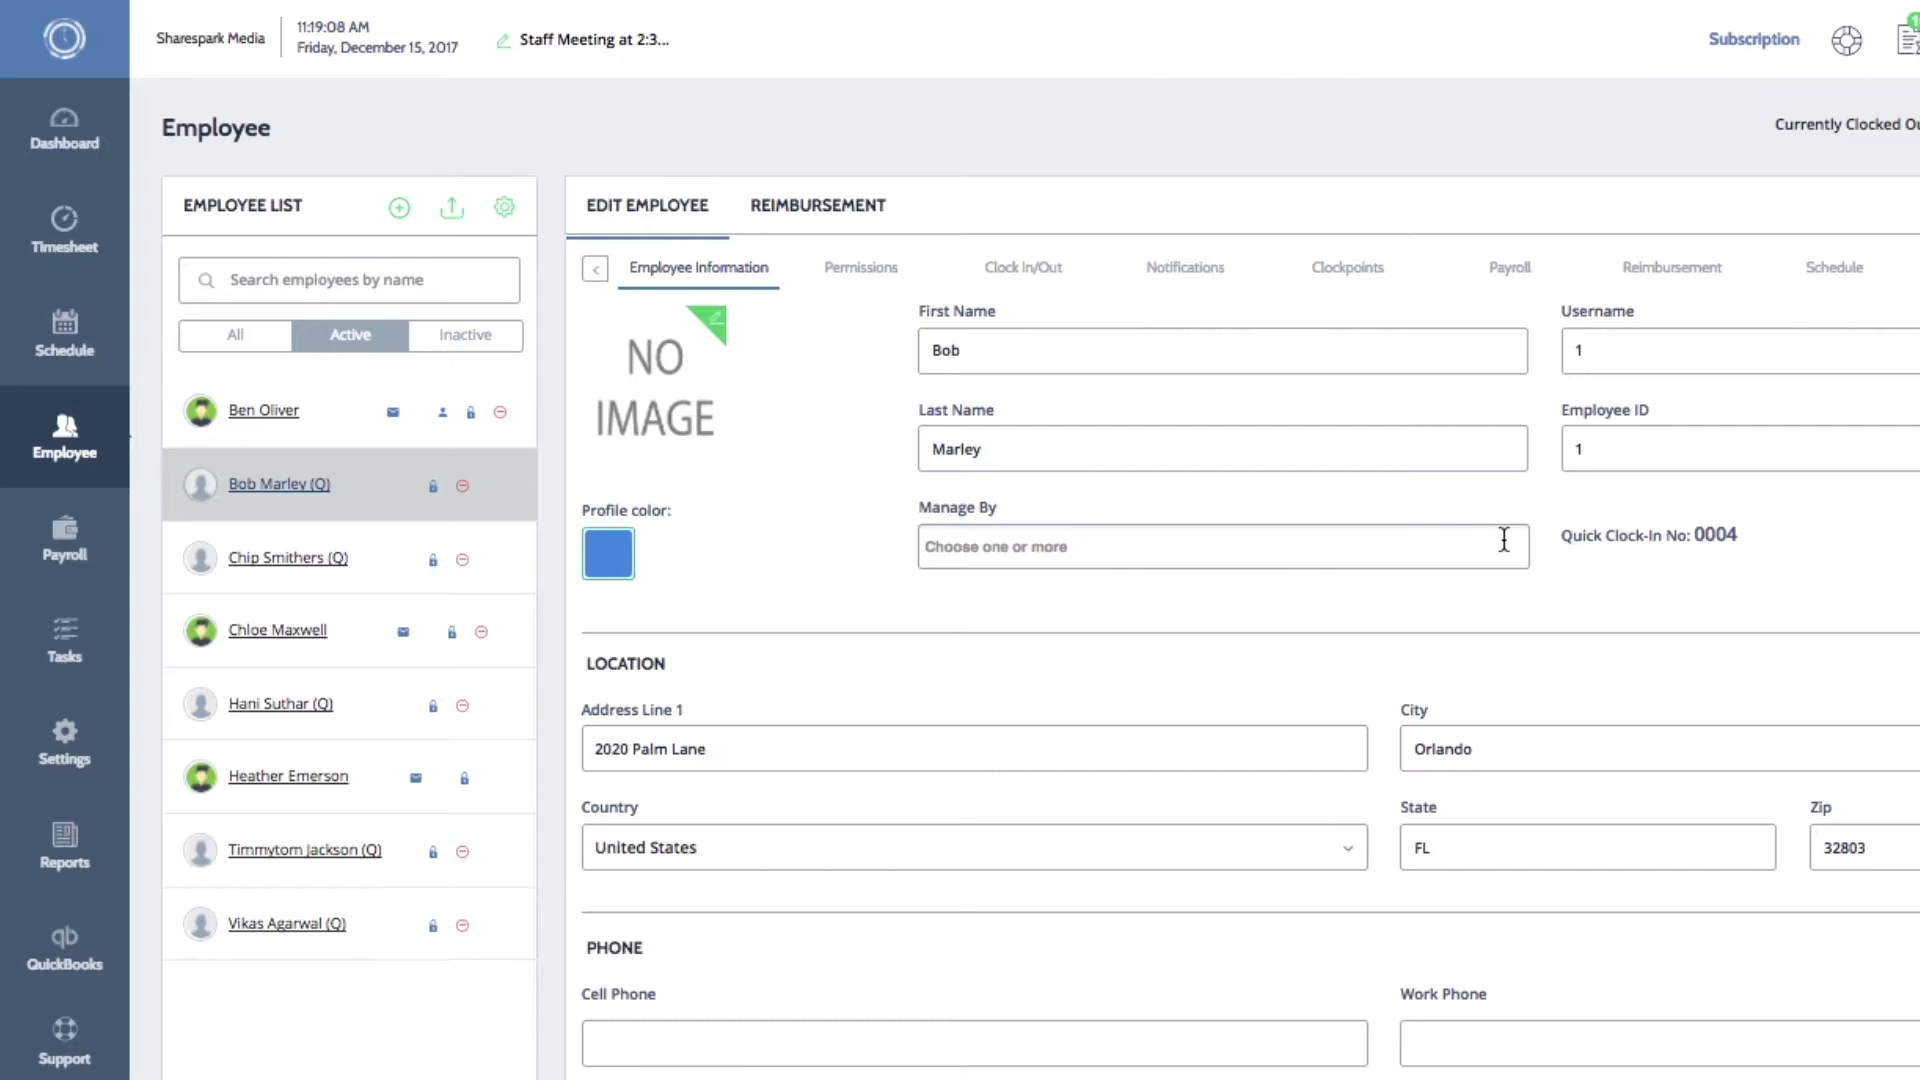 Sharespark Media
11:19:08 AM
Friday, December 15, 2017
Staff Meeting at 2:3...
Subscription
Dashboard
Timesheet
Schedule
Employee
Payroll
Tasks
Settings
Reports
qb
QuickBooks
Support
Employee
Currently Clocked Ou
EMPLOYEE LIST
Search employees by name
All Active Inactive
Ben Oliver
Bob Marley (Q)
Chip Smithers (Q)
Chloe Maxwell
Hani Suthar (Q)
Heather Emerson
Timmytom Jackson (Q)
Vikas Agarwal (Q)
EDIT EMPLOYEE REIMBURSEMENT
Employee Information Permissions Clock In/Out Notifications Clockpoints Payroll Reimbursement Schedule
NO
IMAGE
Profile color:
First Name
Bob
Username
1
Last Name
Marley
Employee ID
1
Manage By
Choose one or more
Quick Clock-In No: 0004
LOCATION
Address Line 1
2020 Palm Lane
City
Orlando
Country
United States
State
FL
Zip
32803
PHONE
Cell Phone
Work Phone